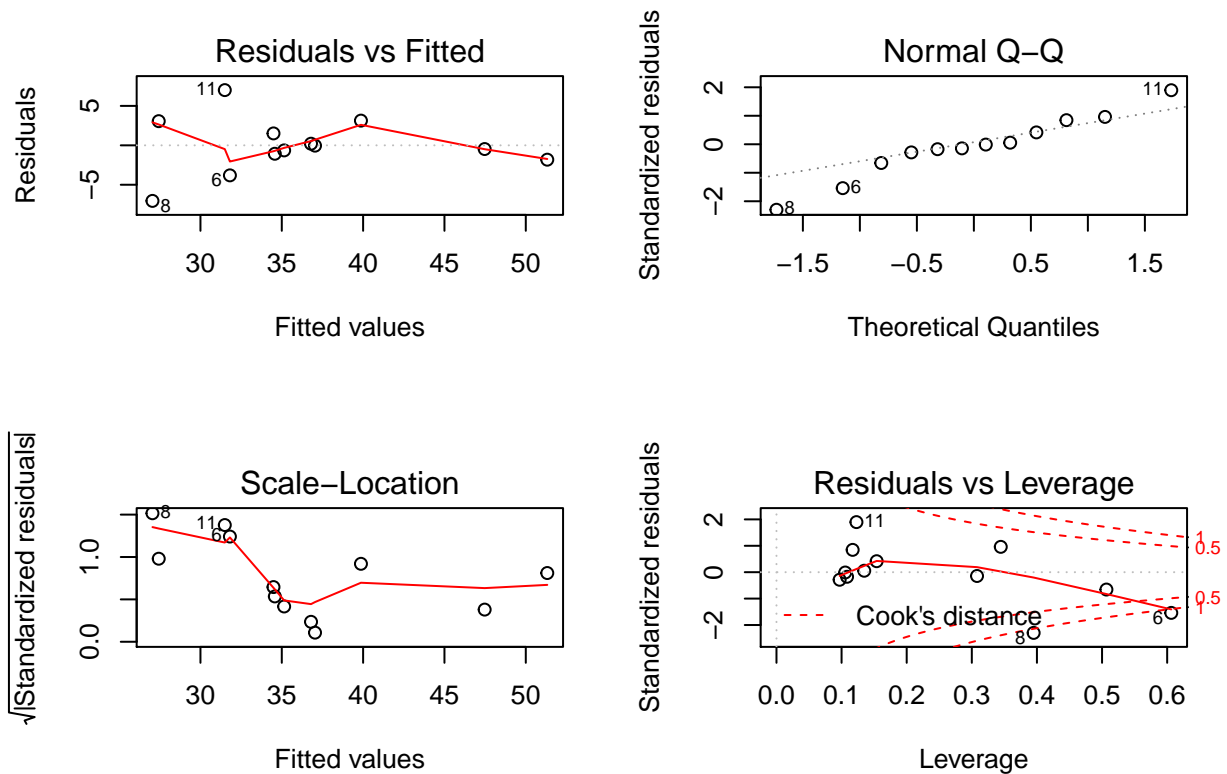 Residuals vs Fitted
Residuals
5
−5
11
6
8
30 35 40 45 50
Fitted values
Normal Q−Q
Standardized residuals
2
0
−2
11
6
8
−1.5 −0.5 0.5 1.5
Theoretical Quantiles
Scale−Location
√|Standardized residuals|
1.0
0.0
8
11
6
30 35 40 45 50
Fitted values
Residuals vs Leverage
Standardized residuals
2
0
−2
11
1
0.5
0.5
1
Cook's distance
6
8
0.0 0.1 0.2 0.3 0.4 0.5 0.6
Leverage